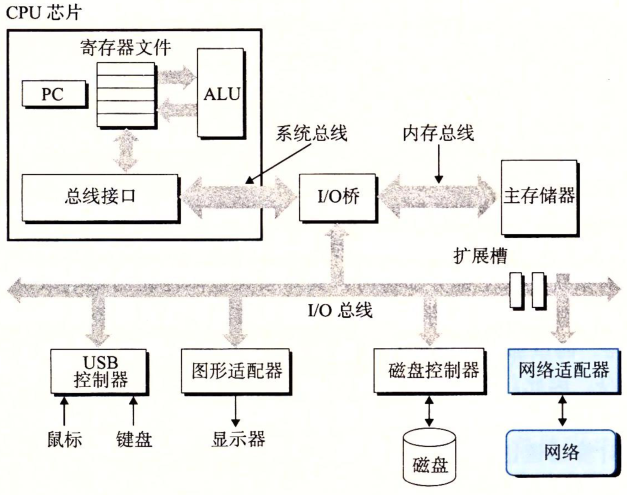 CPU 芯片
寄存器文件
PC
ALU
系统总线
内存总线
总线接口
I/O桥
主存储器
扩展槽
I/O 总线
USB
控制器
图形适配器
磁盘控制器
网络适配器
鼠标
键盘
显示器
磁盘
网络